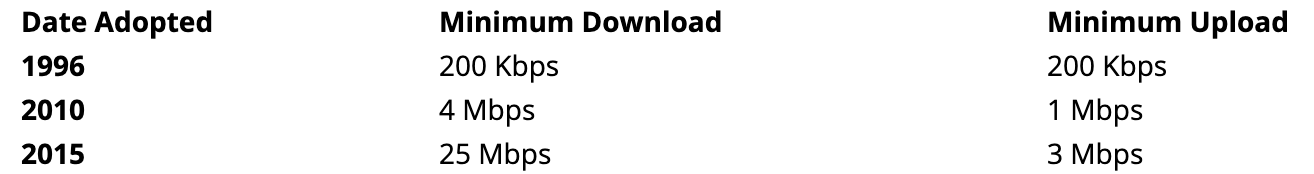 Date Adopted Minimum Download Minimum Upload
1996 200 Kbps 200 Kbps
2010 4 Mbps 1 Mbps
2015 25 Mbps 3 Mbps